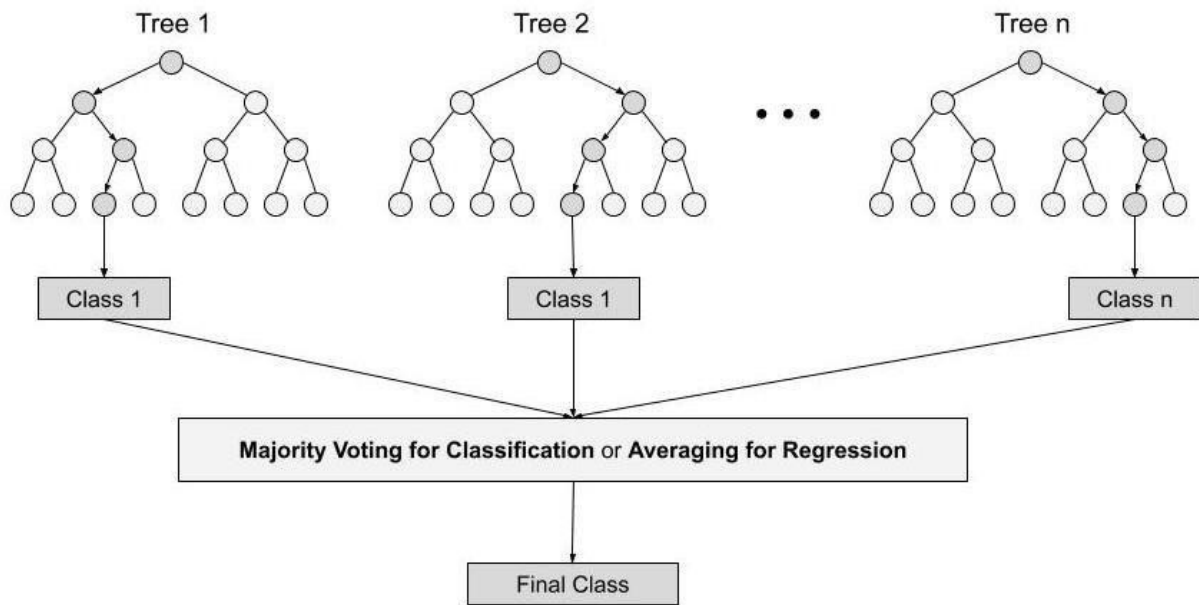 Tree 1
Tree 2
Tree n
Class 1
Class 1
Class n
Majority Voting for Classification or Averaging for Regression
Final Class